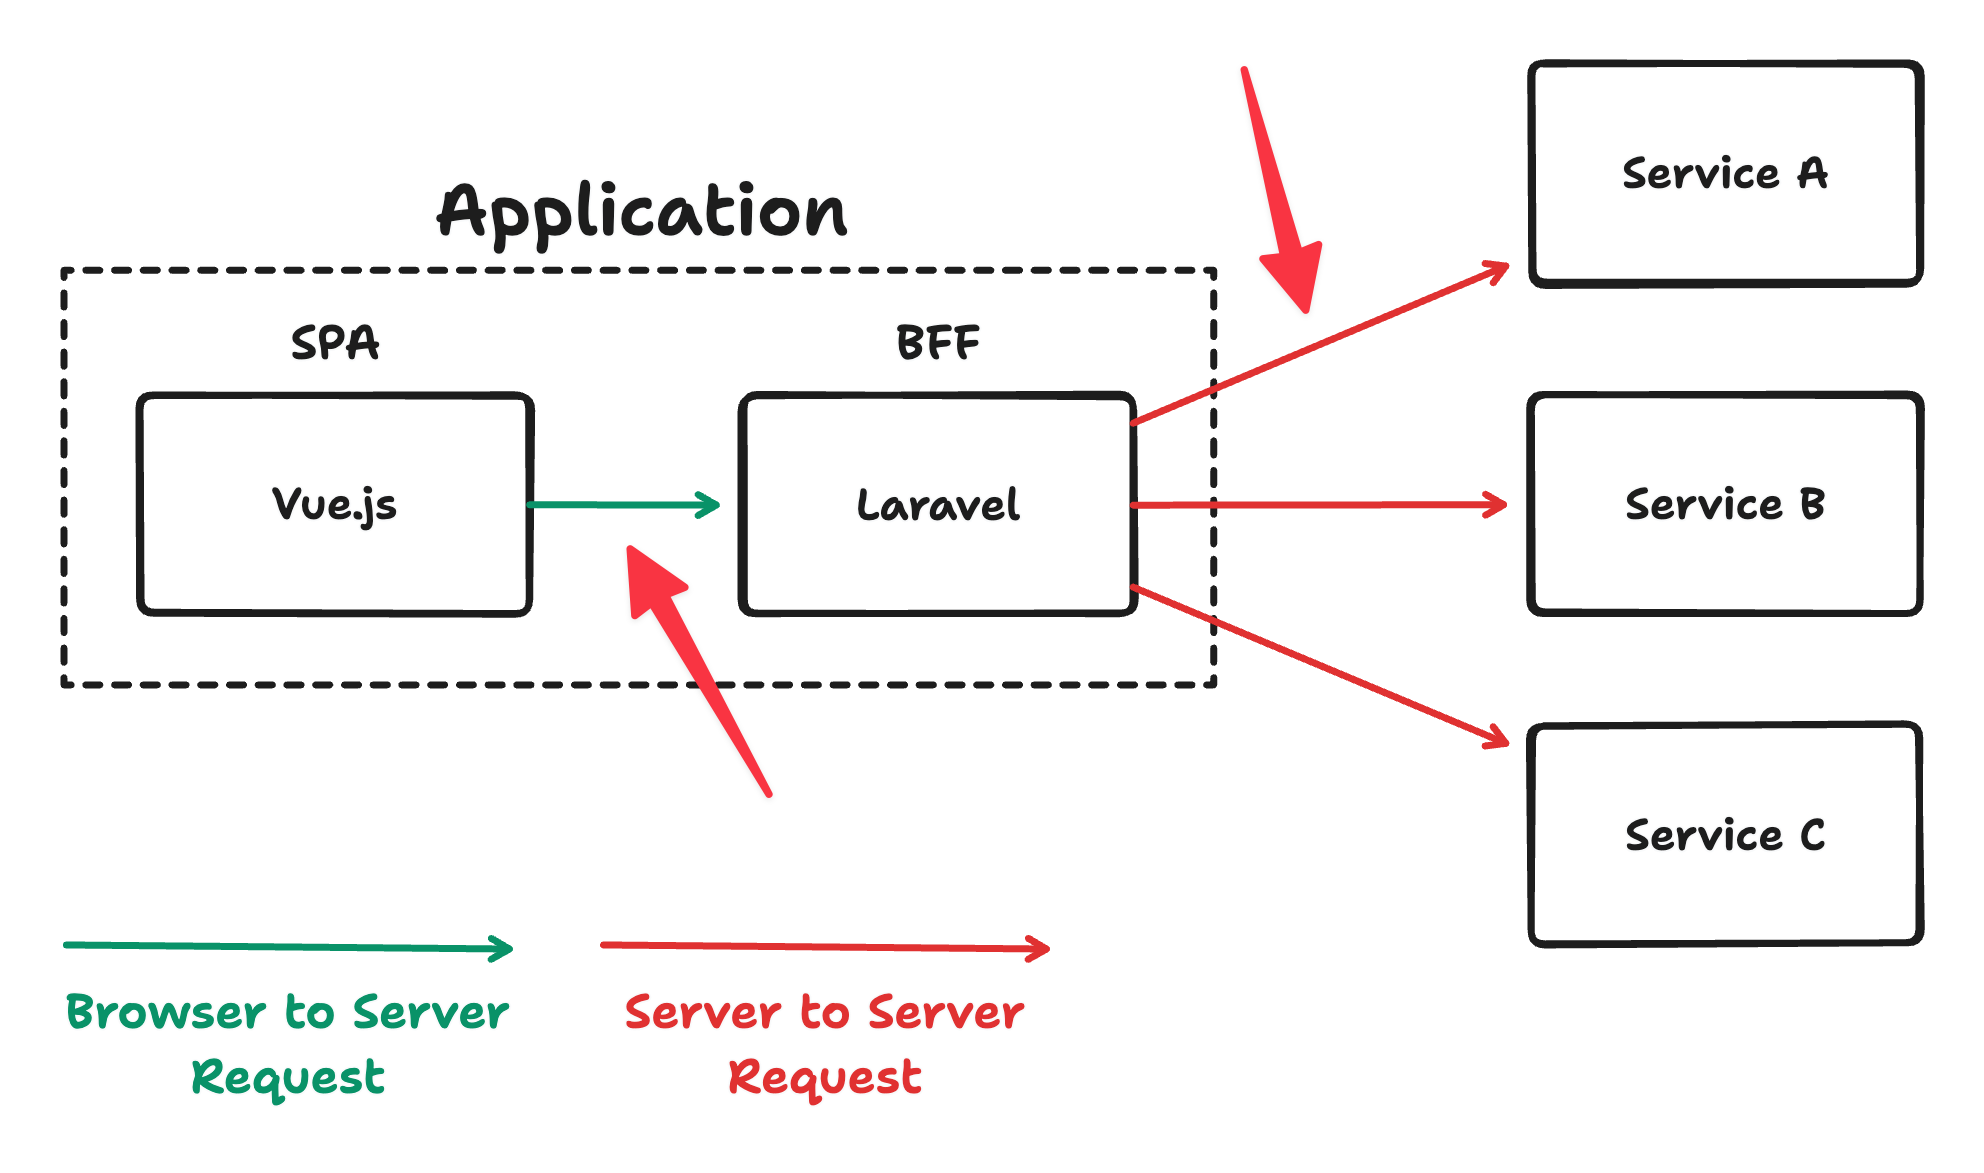 Application
SPA
BFF
Vue.js
Laravel
Service A
Service B
Service C
Browser to Server
Request
Server to Server
Request